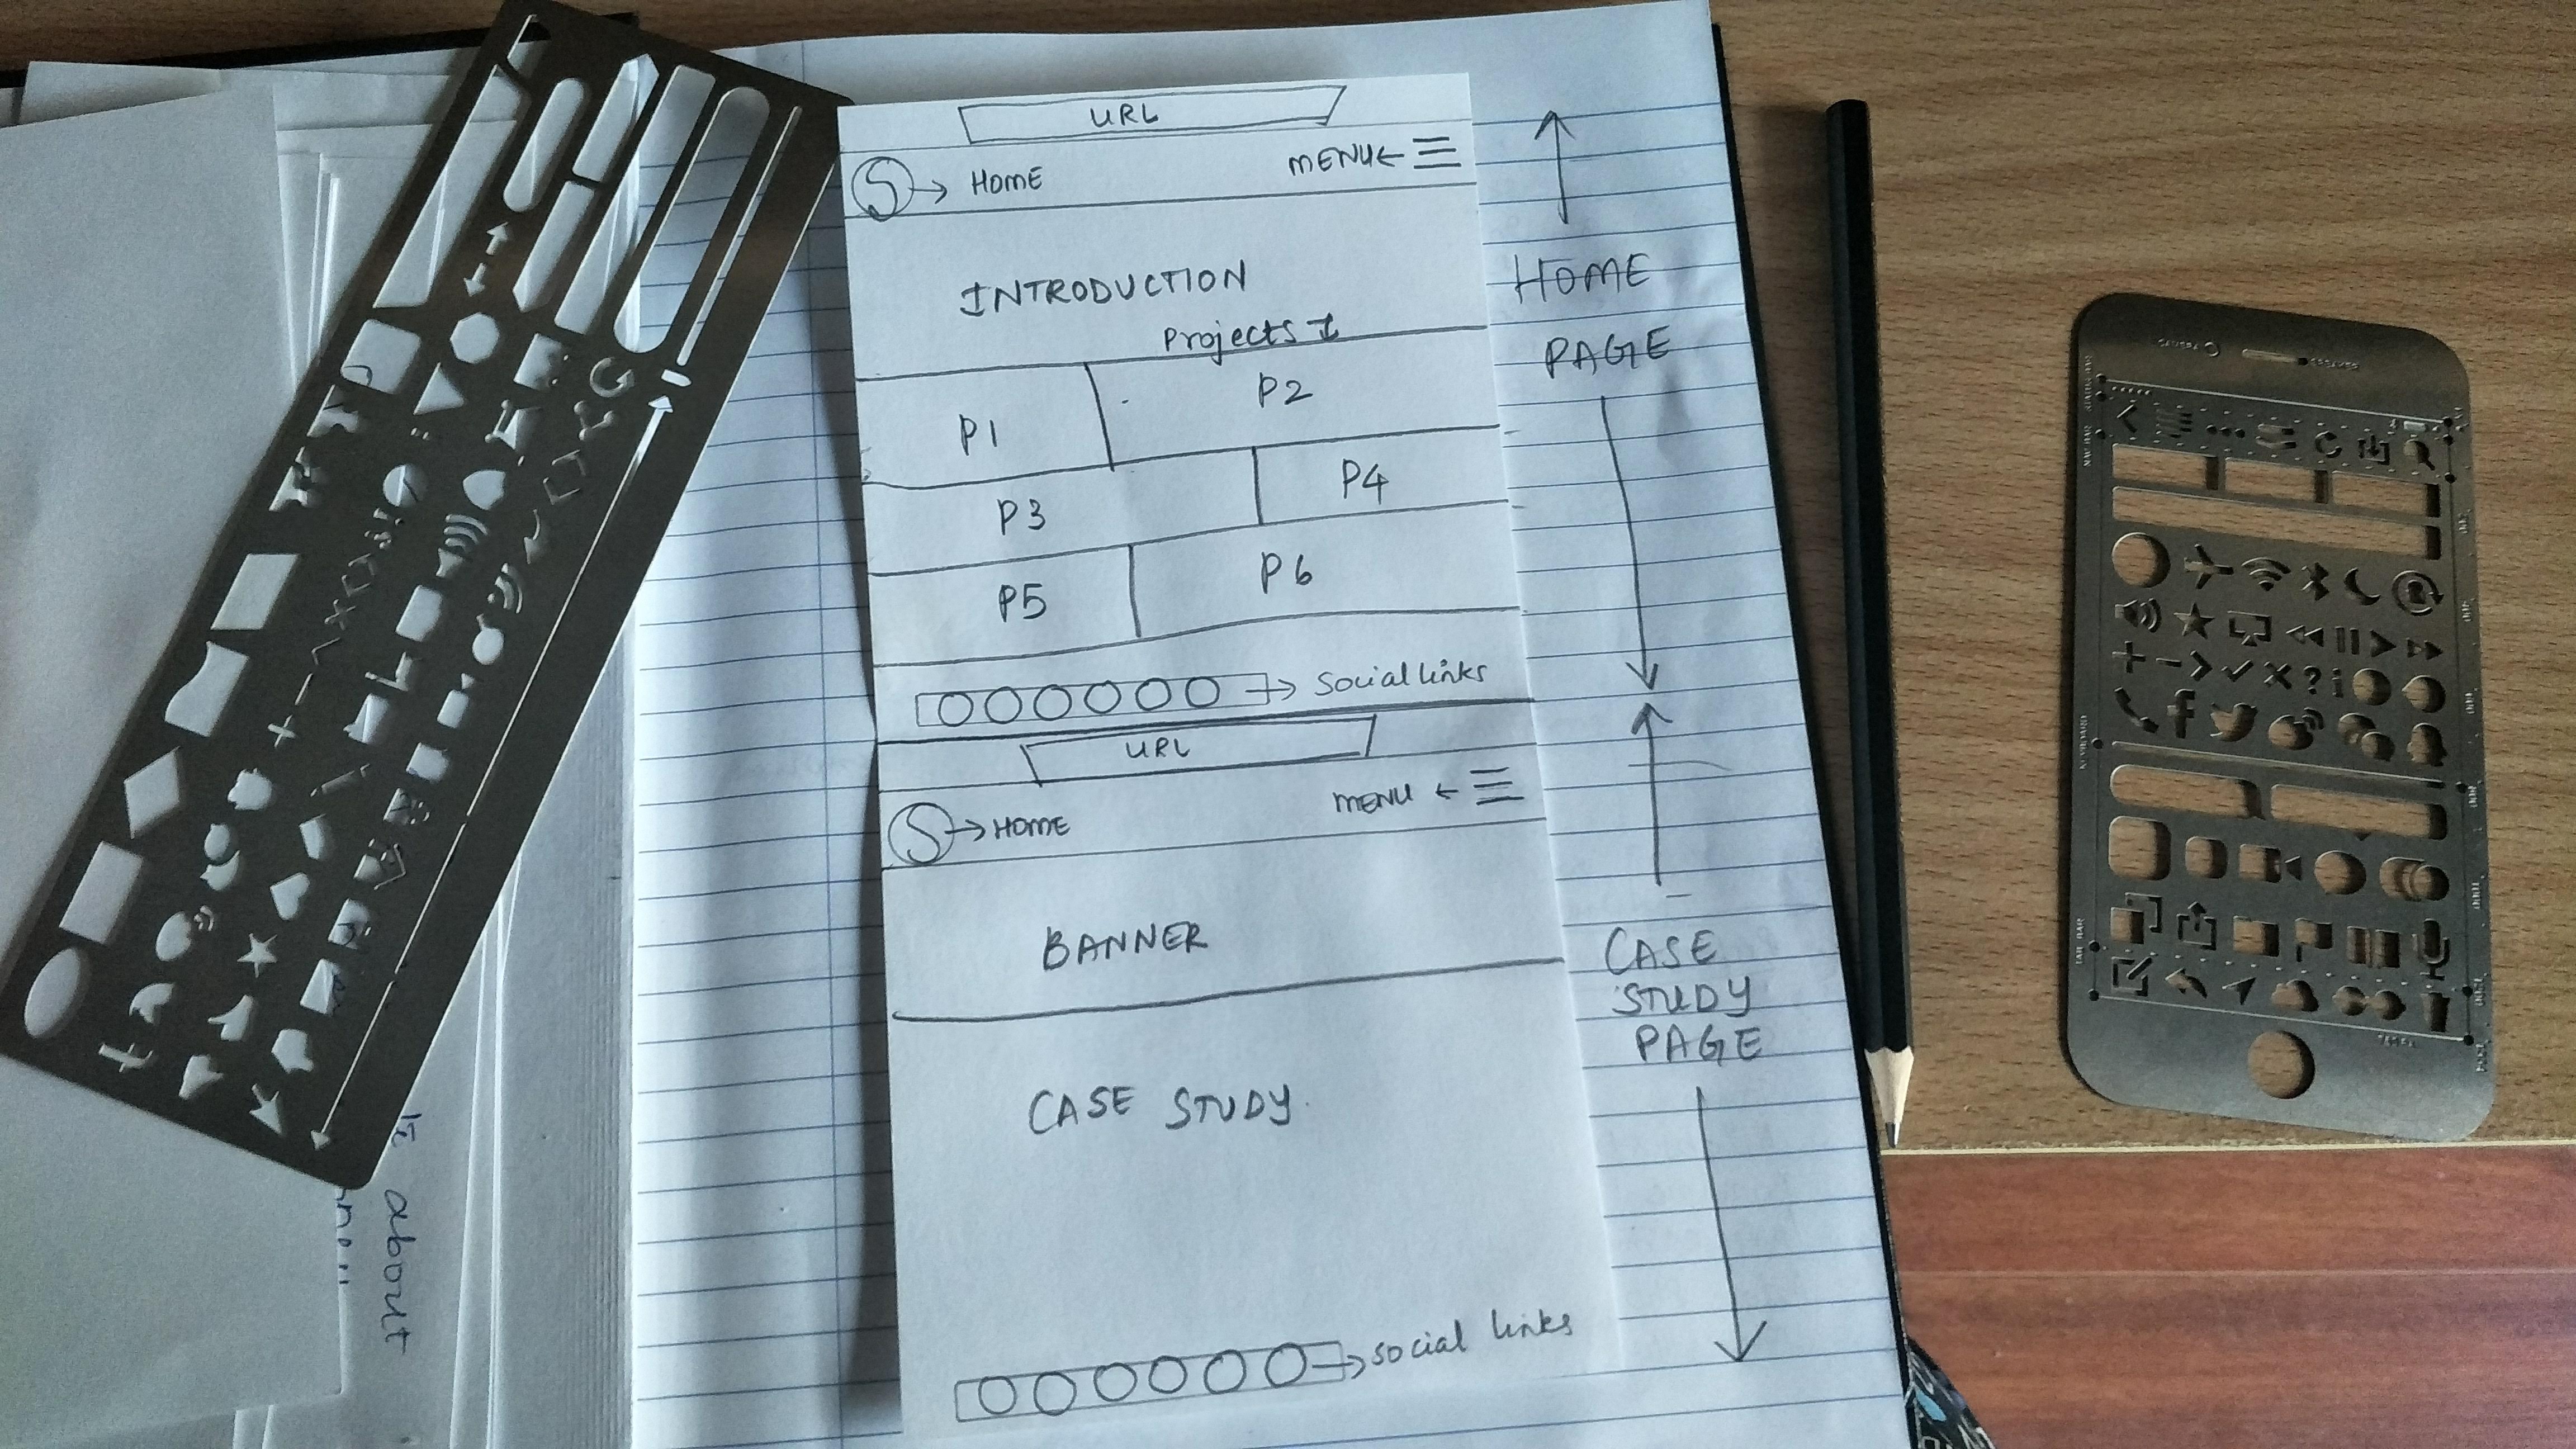 URL
S → HOME
MENU ←
INTRODUCTION
Projects ↓
P1
P2
P3
P4
P5
P6
→ Social links
URL
S → HOME
MENU ←
BANNER
CASE STUDY
→ social links
HOME
PAGE
CASE
STUDY
PAGE
about